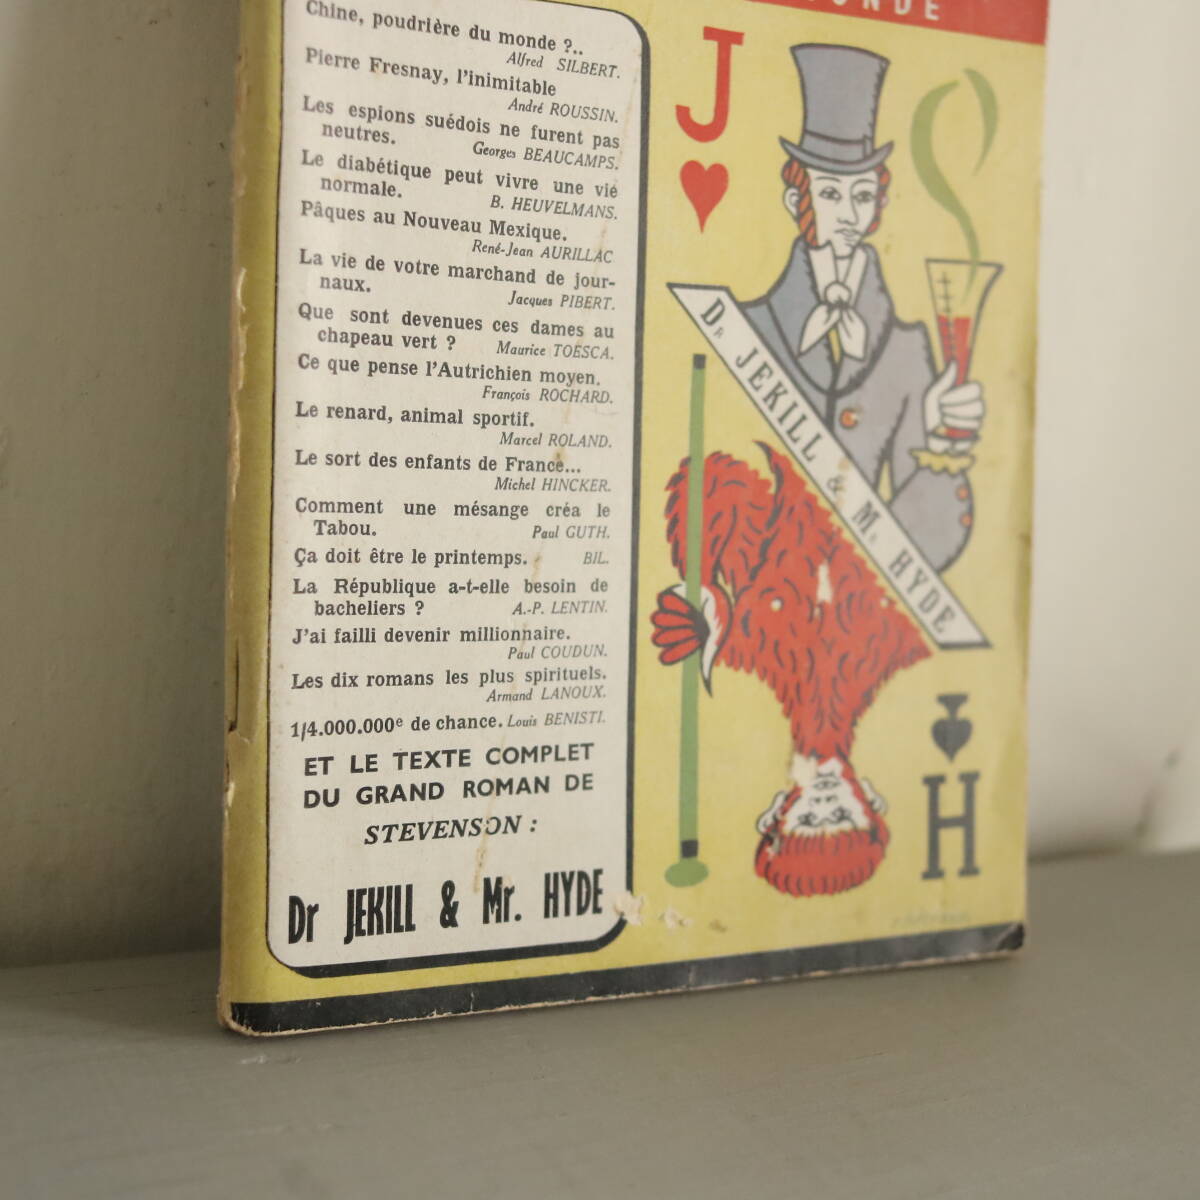 Chine, poudrière du monde ?..
Alfred SILBERT.
Pierre Fresnay, l'inimitable
André ROUSSIN.
Les espions suédois ne furent pas
neutres.
Georges BEAUCAMPS.
Le diabétique peut vivre une vie
normale.
B. HEUVELMANS.
Pâques au Nouveau Mexique.
René-Jean AURILLAC
La vie de votre marchand de jour-
naux.
Jacques PIBERT.
Que sont devenues ces dames au
chapeau vert ?
Maurice TOESCA.
Ce que pense l'Autrichien moyen.
François ROCHARD.
Le renard, animal sportif.
Marcel ROLAND.
Le sort des enfants de France...
Michel HINCKER.
Comment une mésange créa le
Tabou.
Paul GUTH.
Ça doit être le printemps.
BIL.
La République a-t-elle besoin de
bacheliers ?
A.-P. LENTIN.
J'ai failli devenir millionnaire.
Paul COUDUN.
Les dix romans les plus spirituels.
Armand LANOUX.
1/4.000.000e de chance.
Louis BENISTI.
ET LE TEXTE COMPLET
DU GRAND ROMAN DE
STEVENSON :
Dr JEKILL & Mr. HYDE
J
DR JEKILL & MR HYDE
H